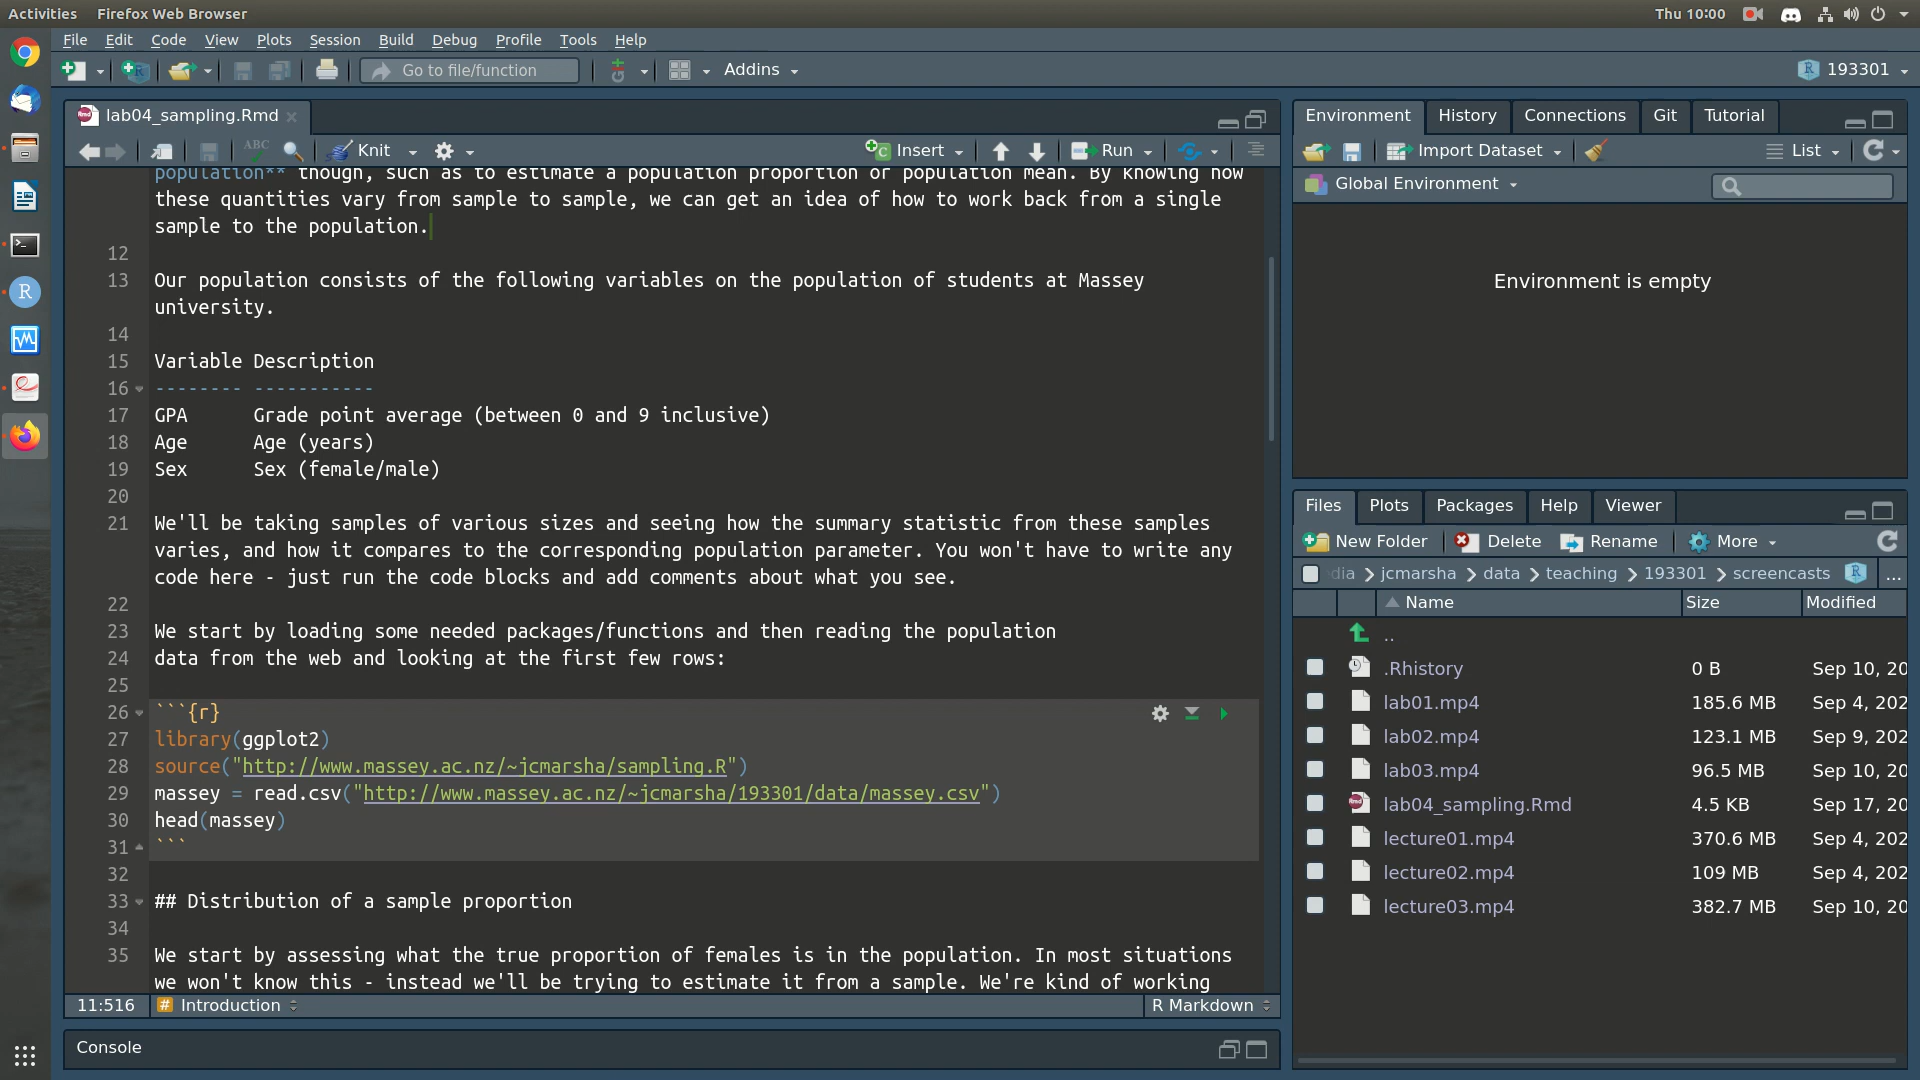 Activities Firefox Web Browser Thu 10:00
File Edit Code View Plots Session Build Debug Profile Tools Help
Go to file/function Addins 193301
lab04_sampling.Rmd
ABC Knit Insert Run
population** though, such as to estimate a population proportion or population mean. By knowing how
these quantities vary from sample to sample, we can get an idea of how to work back from a single
sample to the population.
12
13 Our population consists of the following variables on the population of students at Massey
university.
14
15 Variable Description
16 -------- -----------
17 GPA Grade point average (between 0 and 9 inclusive)
18 Age Age (years)
19 Sex Sex (female/male)
20
21 We'll be taking samples of various sizes and seeing how the summary statistic from these samples
varies, and how it compares to the corresponding population parameter. You won't have to write any
code here - just run the code blocks and add comments about what you see.
22
23 We start by loading some needed packages/functions and then reading the population
24 data from the web and looking at the first few rows:
25
26 ```{r}
27 library(ggplot2)
28 source("http://www.massey.ac.nz/~jcmarsha/sampling.R")
29 massey = read.csv("http://www.massey.ac.nz/~jcmarsha/193301/data/massey.csv")
30 head(massey)
31 ```
32
33 ## Distribution of a sample proportion
34
35 We start by assessing what the true proportion of females is in the population. In most situations
we won't know this - instead we'll be trying to estimate it from a sample. We're kind of working
11:516 # Introduction R Markdown
Console
Environment History Connections Git Tutorial
Import Dataset List
Global Environment
Environment is empty
Files Plots Packages Help Viewer
New Folder Delete Rename More
dia jcmarsha data teaching 193301 screencasts ...
Name Size Modified
..
.Rhistory 0 B Sep 10, 20
lab01.mp4 185.6 MB Sep 4, 202
lab02.mp4 123.1 MB Sep 9, 202
lab03.mp4 96.5 MB Sep 10, 20
lab04_sampling.Rmd 4.5 KB Sep 17, 20
lecture01.mp4 370.6 MB Sep 4, 202
lecture02.mp4 109 MB Sep 4, 202
lecture03.mp4 382.7 MB Sep 10, 20